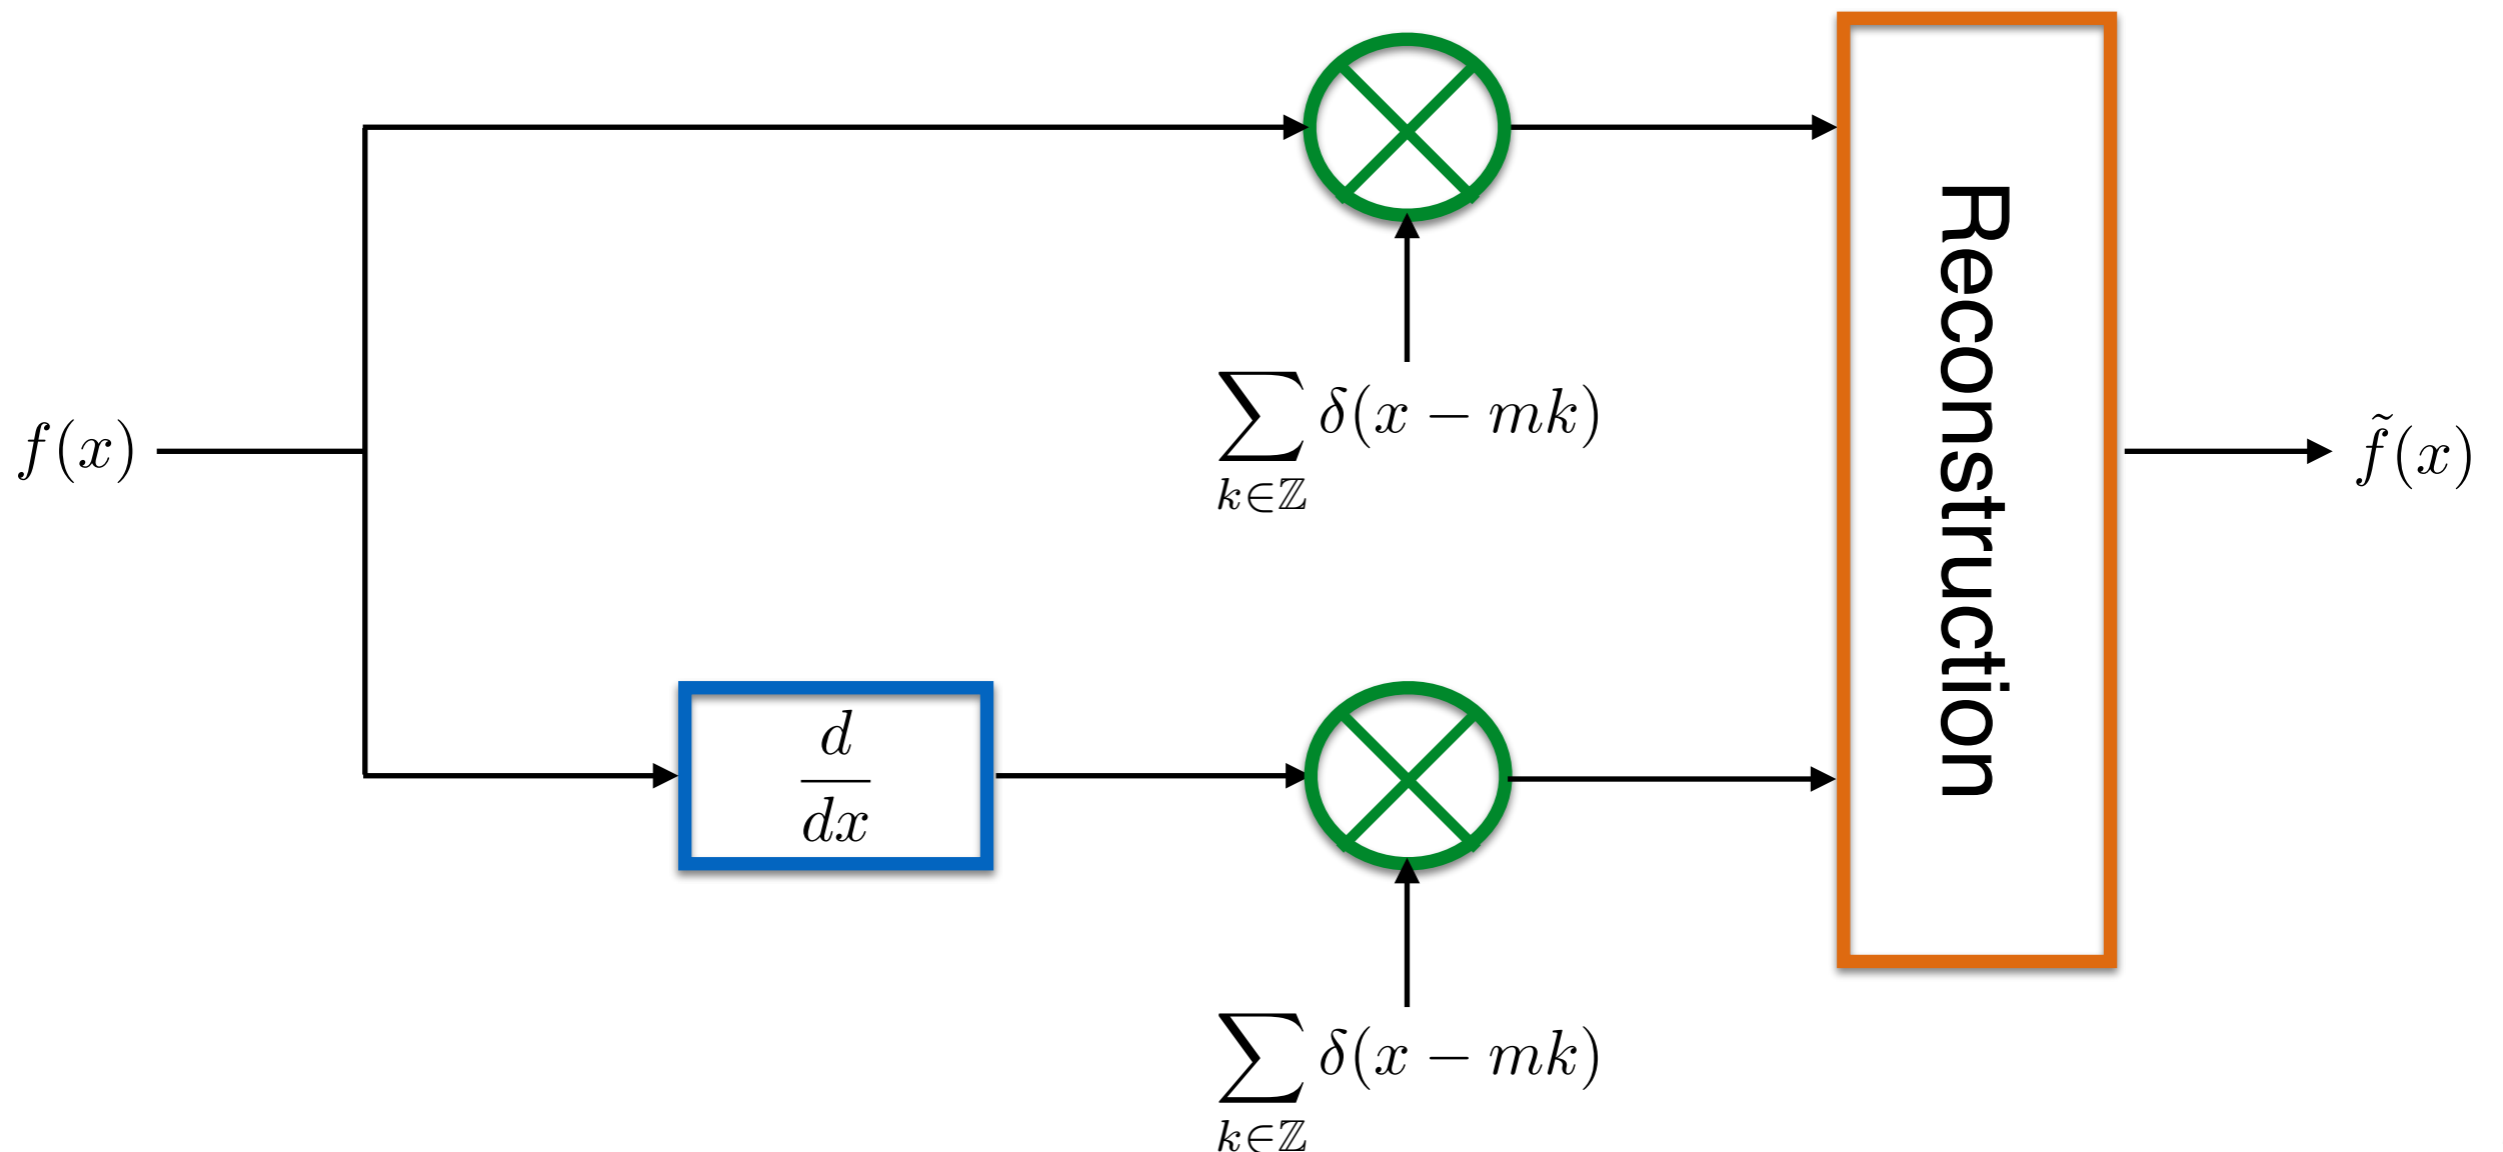 f(x)
∑ δ(x − mk)
k∈ℤ
d
dx
∑ δ(x − mk)
k∈ℤ
Reconstruction
f̃(x)